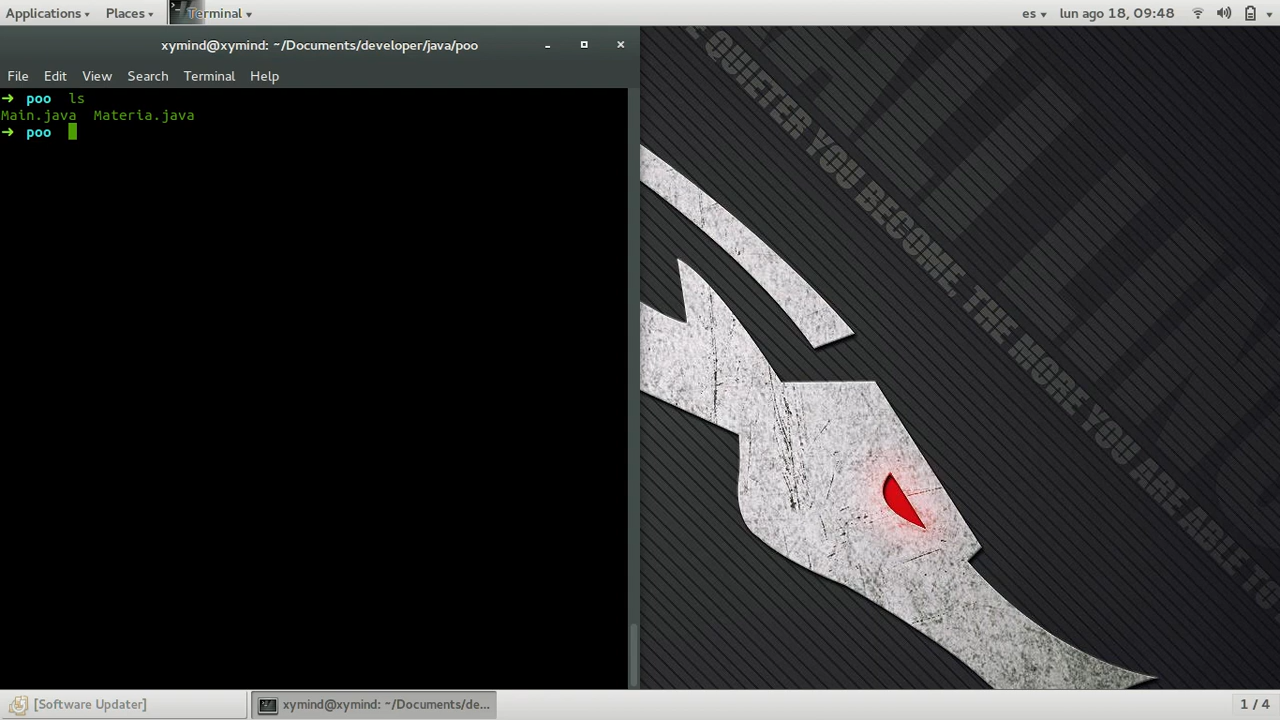 Applications Places Terminal es lun ago 18, 09:48
xymind@xymind: ~/Documents/developer/java/poo
File Edit View Search Terminal Help
➜ poo ls
Main.java Materia.java
➜ poo
QUIETER YOU BECOME, THE MORE YOU ARE ABLE TO
[Software Updater] xymind@xymind: ~/Documents/de... 1 / 4